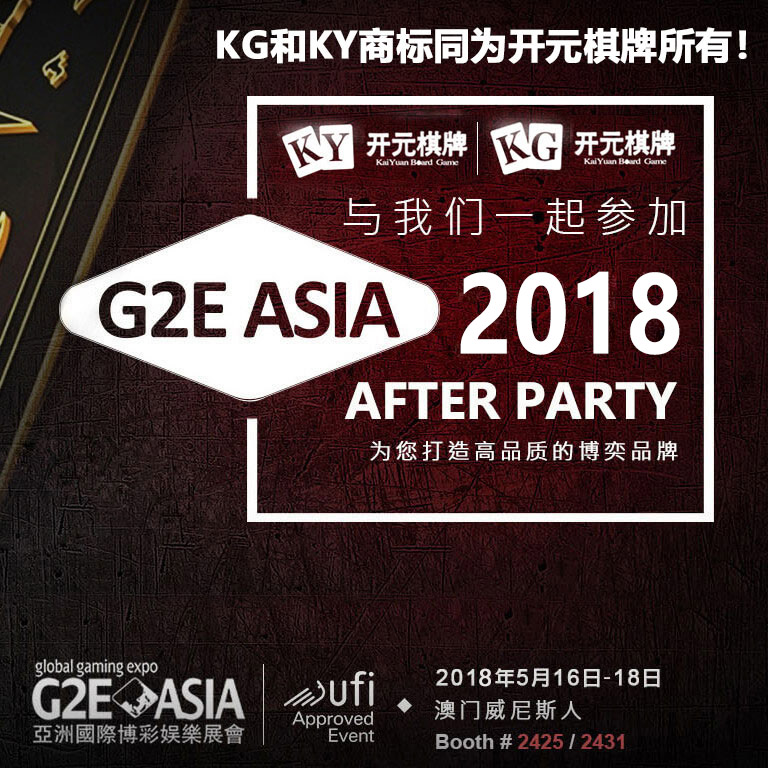 KG和KY商标同为开元棋牌所有!
KY 开元棋牌
KaiYuan Board Game
KG 开元棋牌
KaiYuan Board Game
与我们一起参加
G2E ASIA
2018
AFTER PARTY
为您打造高品质的博奕品牌
global gaming expo
G2E ASIA
亞洲國際博彩娛樂展會
ufi
Approved
Event
2018年5月16日-18日
澳门威尼斯人
Booth # 2425 / 2431